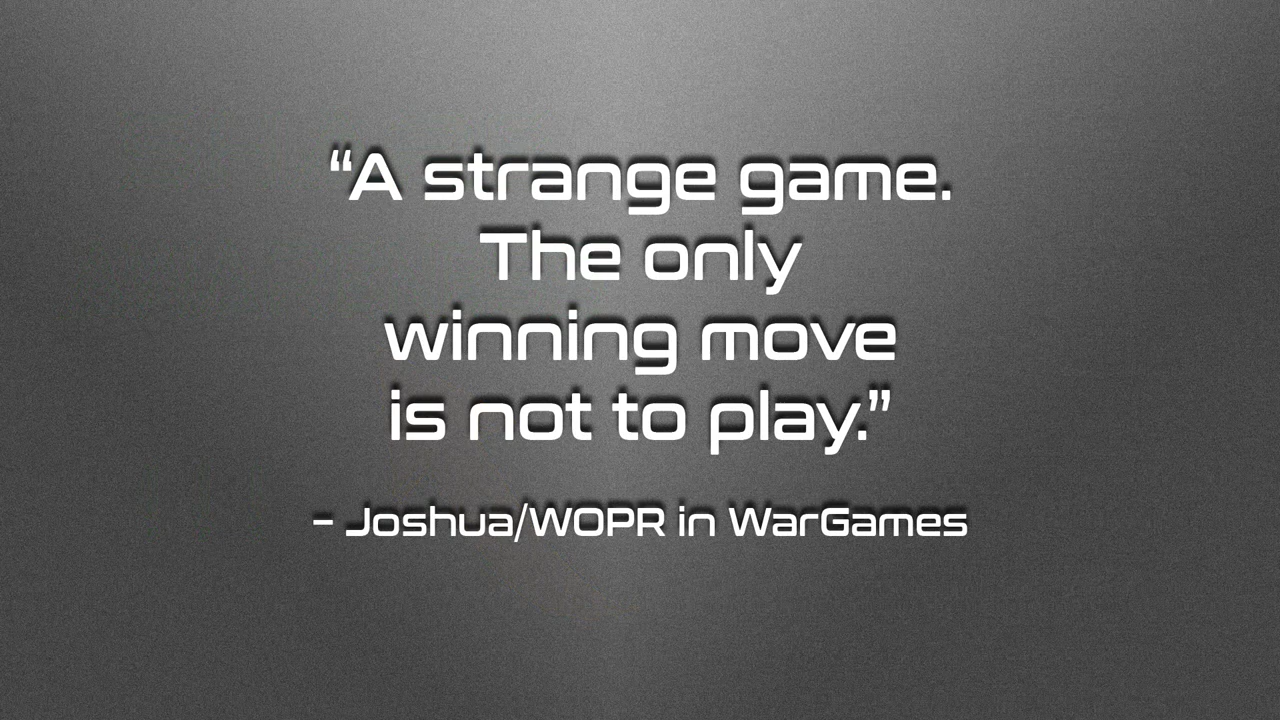 “A strange game.
The only
winning move
is not to play.”
– Joshua/WOPR in WarGames